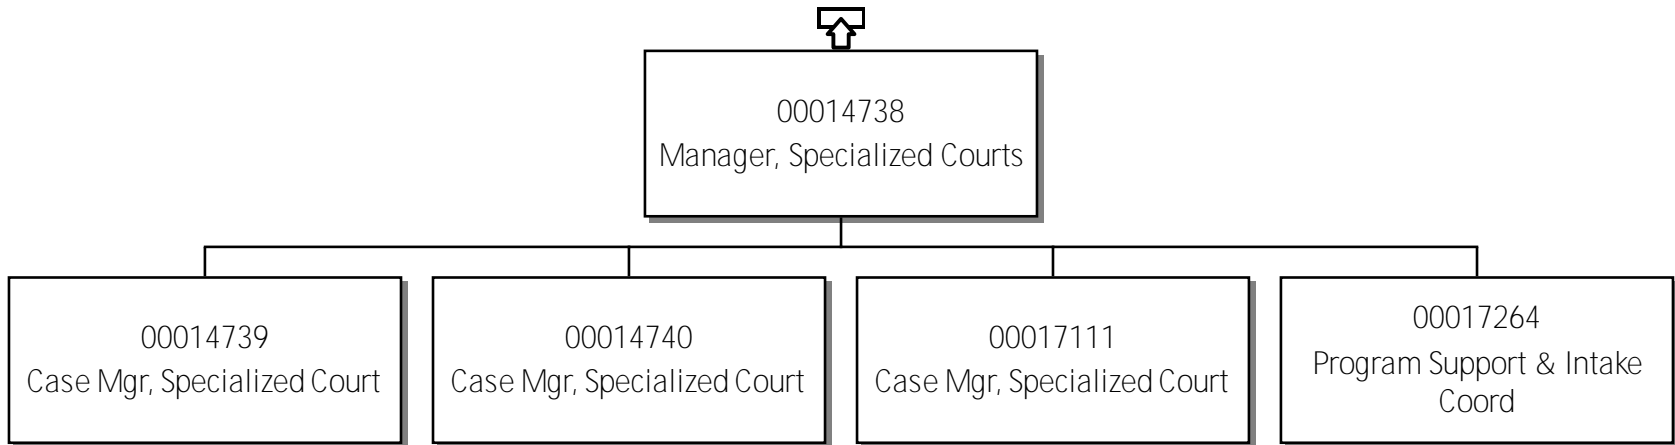 00014738
Manager, Specialized Courts
00014739
Case Mgr, Specialized Court
00014740
Case Mgr, Specialized Court
00017111
Case Mgr, Specialized Court
00017264
Program Support & Intake
Coord